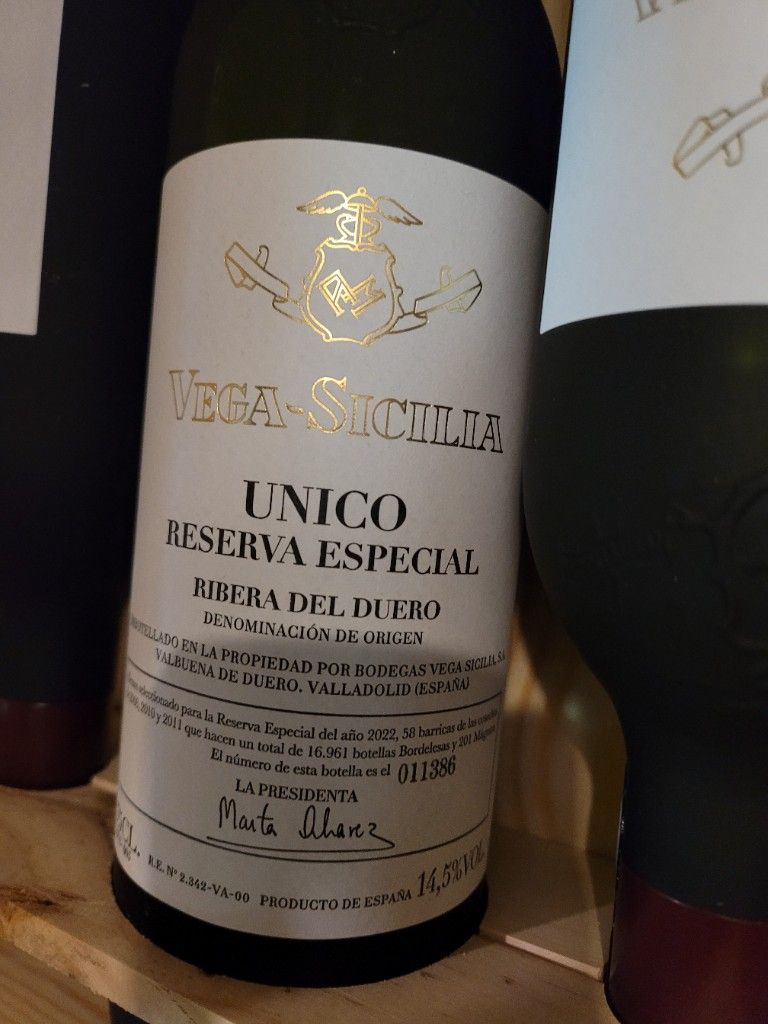 VEGA-SICILIA
UNICO
RESERVA ESPECIAL
RIBERA DEL DUERO
DENOMINACIÓN DE ORIGEN
EN LA PROPIEDAD POR BODEGAS VEGA SICILIA, S.A.
VALBUENA DE DUERO. VALLADOLID (ESPAÑA)
seleccionado para la Reserva Especial del año 2022, 58 barricas de las cosechas
2010 y 2011 que hacen un total de 16.961 botellas Bordelesas y 201 Mágnum
El número de esta botella es el 011386
LA PRESIDENTA
Marta Alvarez
CL. R.E. Nº 2.342-VA-00 PRODUCTO DE ESPAÑA 14,5%VOL